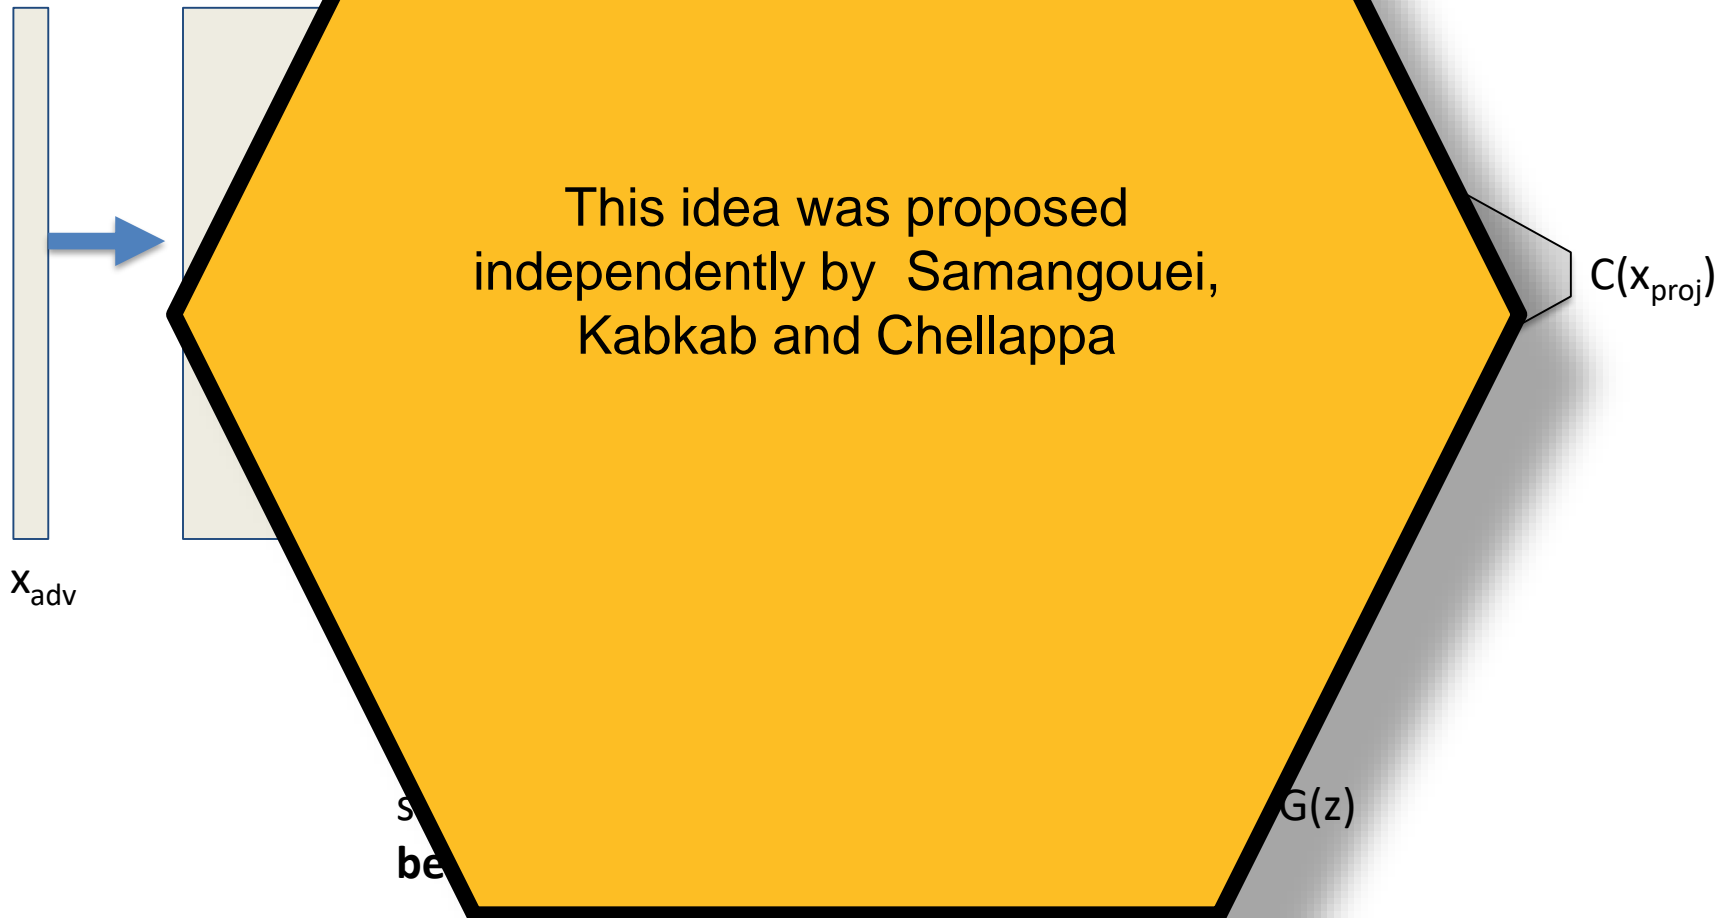 This idea was proposed
independently by Samangouei,
Kabkab and Chellappa
C(xproj)
xadv
G(z)